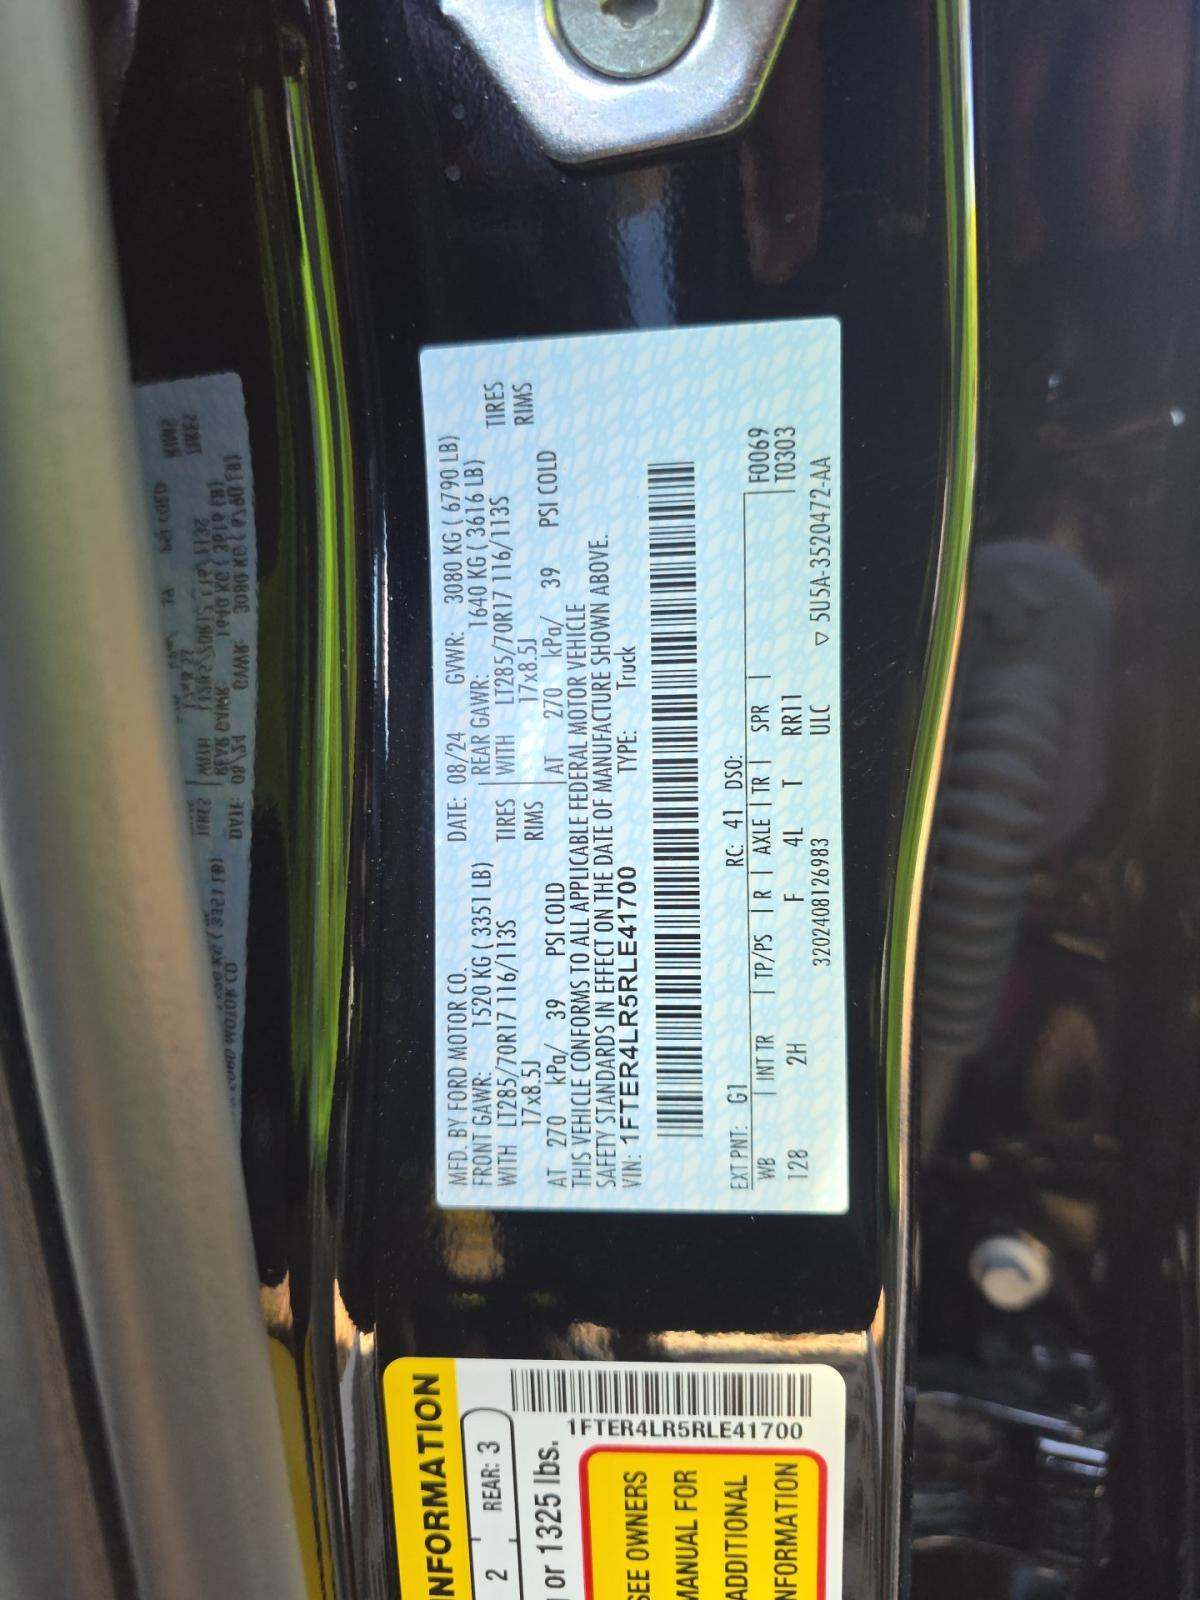 MFD. BY FORD MOTOR CO. DATE: 08/24 GVWR: 3080 KG ( 6790 LB)
FRONT GAWR: 1520 KG ( 3351 LB) REAR GAWR: 1640 KG ( 3616 LB)
WITH LT285/70R17 116/113S TIRES WITH LT285/70R17 116/113S TIRES
17x8.5J RIMS 17x8.5J RIMS
AT 270 kPa/ 39 PSI COLD AT 270 kPa/ 39 PSI COLD
THIS VEHICLE CONFORMS TO ALL APPLICABLE FEDERAL MOTOR VEHICLE
SAFETY STANDARDS IN EFFECT ON THE DATE OF MANUFACTURE SHOWN ABOVE.
VIN: 1FTER4LR5RLE41700 TYPE: Truck
EXT PNT: G1 RC: 41 DSO: F0069
WB | INT TR | TP/PS | R | AXLE | TR | SPR | T0303
128 2H F 4L T RR11
3202408126983 ULC ▽ 5U5A-3520472-AA
INFORMATION
2 REAR: 3
or 1325 lbs.
1FTER4LR5RLE41700
SEE OWNERS
MANUAL FOR
ADDITIONAL
INFORMATION